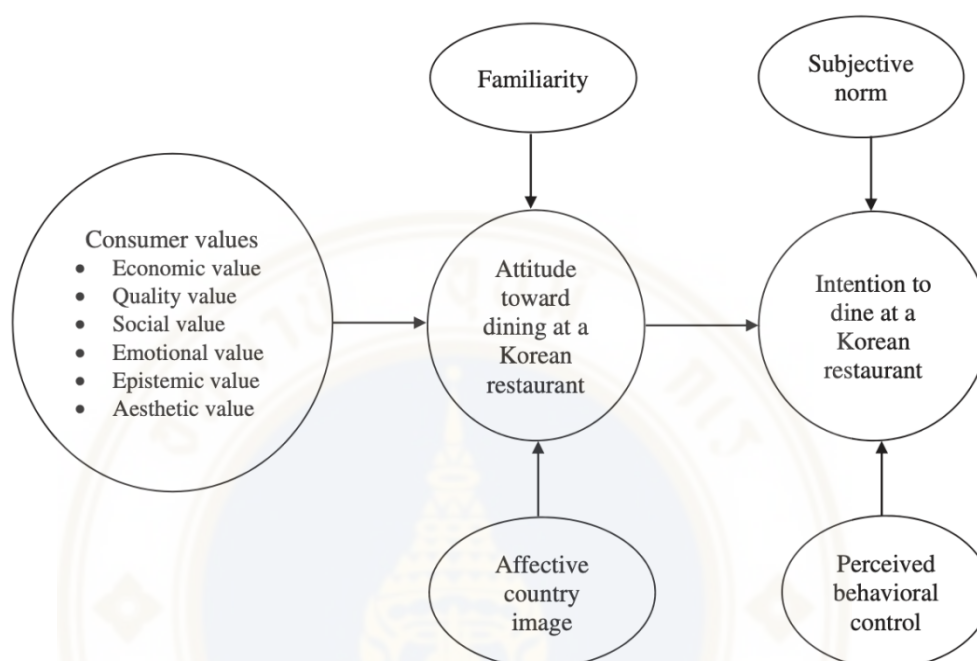 Familiarity
Subjective
norm
Consumer values
• Economic value
• Quality value
• Social value
• Emotional value
• Epistemic value
• Aesthetic value
Attitude
toward
dining at a
Korean
restaurant
Intention to
dine at a
Korean
restaurant
Affective
country
image
Perceived
behavioral
control